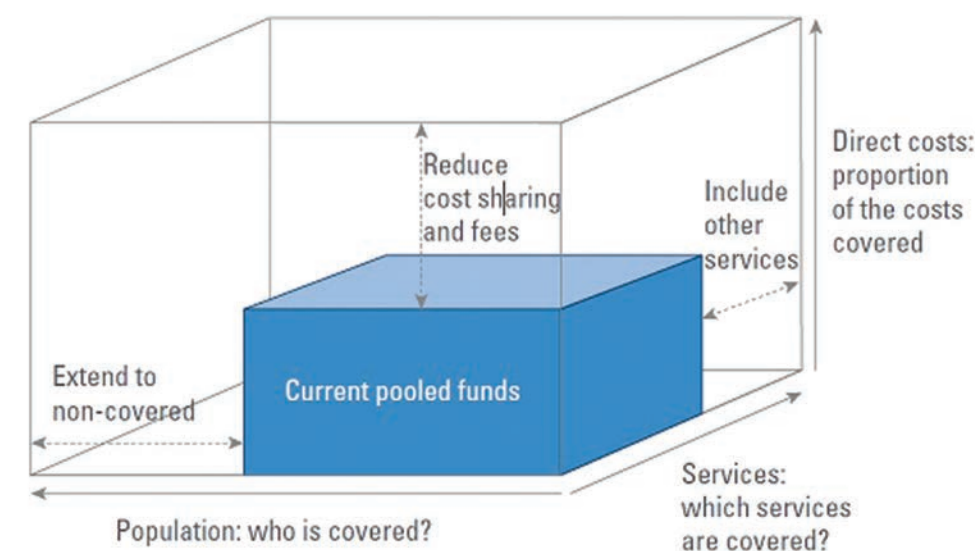 Reduce
cost sharing
and fees
Include
other
services
Direct costs:
proportion
of the costs
covered
Extend to
non-covered
Current pooled funds
Population: who is covered?
Services:
which services
are covered?